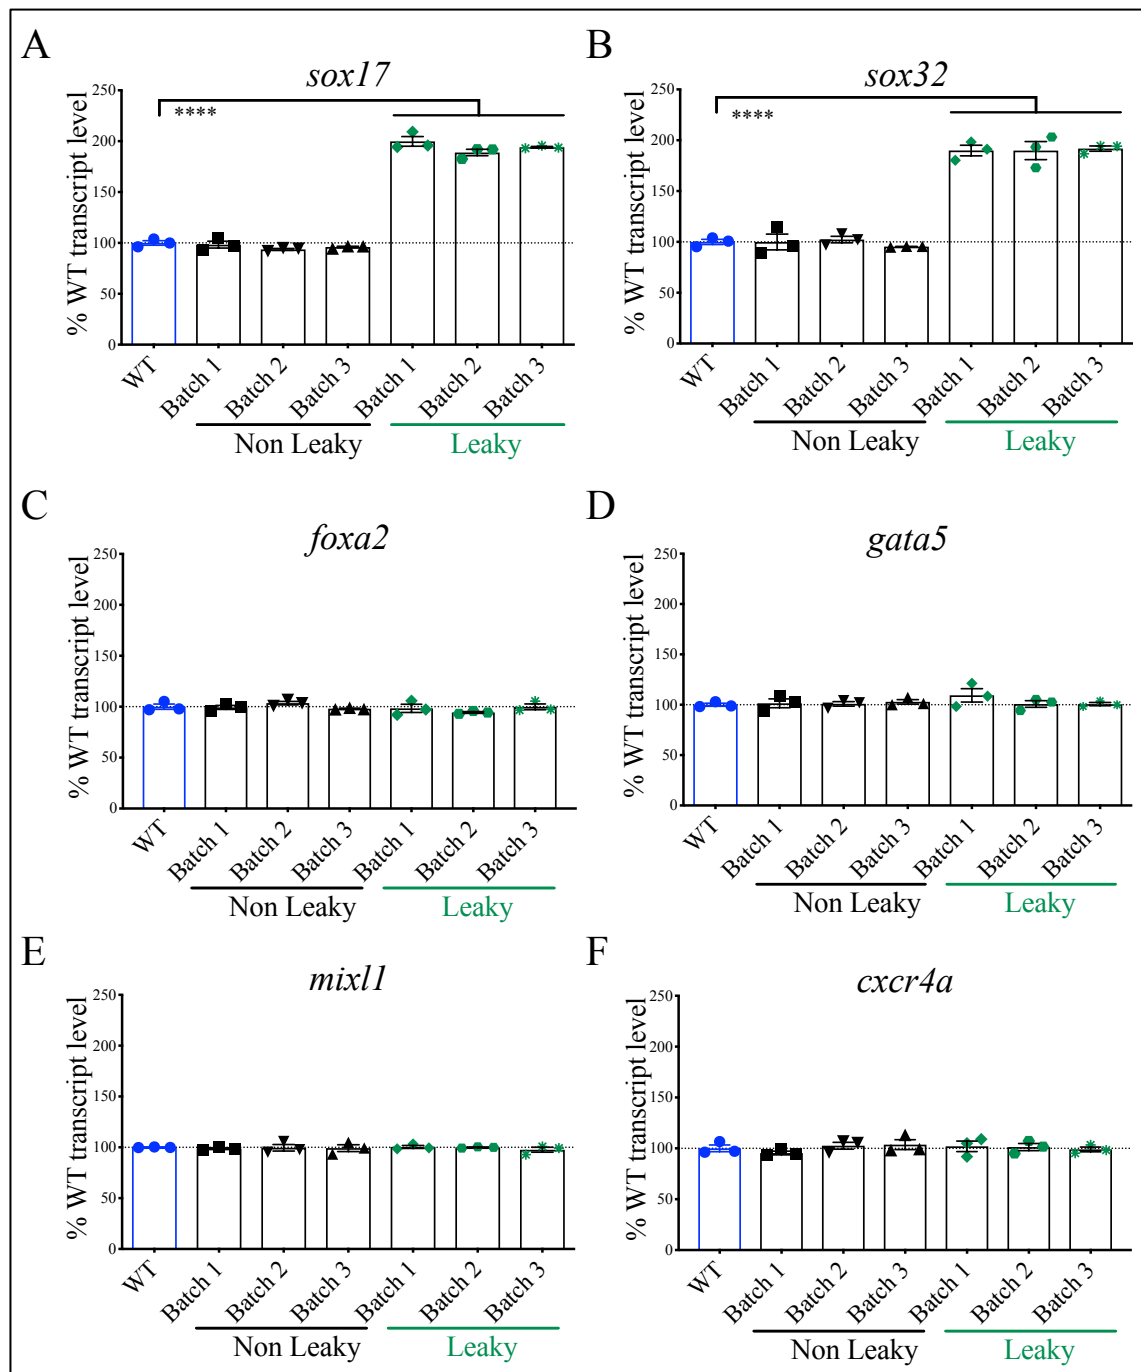 A
sox17
% WT transcript level
250
200
150
100
50
0
****
WT
Batch 1
Batch 2
Batch 3
Batch 1
Batch 2
Batch 3
Non Leaky
Leaky
B
sox32
% WT transcript level
250
200
150
100
50
0
****
WT
Batch 1
Batch 2
Batch 3
Batch 1
Batch 2
Batch 3
Non Leaky
Leaky
C
foxa2
% WT transcript level
250
200
150
100
50
0
WT
Batch 1
Batch 2
Batch 3
Batch 1
Batch 2
Batch 3
Non Leaky
Leaky
D
gata5
% WT transcript level
250
200
150
100
50
0
WT
Batch 1
Batch 2
Batch 3
Batch 1
Batch 2
Batch 3
Non Leaky
Leaky
E
mixl1
% WT transcript level
250
200
150
100
50
0
WT
Batch 1
Batch 2
Batch 3
Batch 1
Batch 2
Batch 3
Non Leaky
Leaky
F
cxcr4a
% WT transcript level
250
200
150
100
50
0
WT
Batch 1
Batch 2
Batch 3
Batch 1
Batch 2
Batch 3
Non Leaky
Leaky